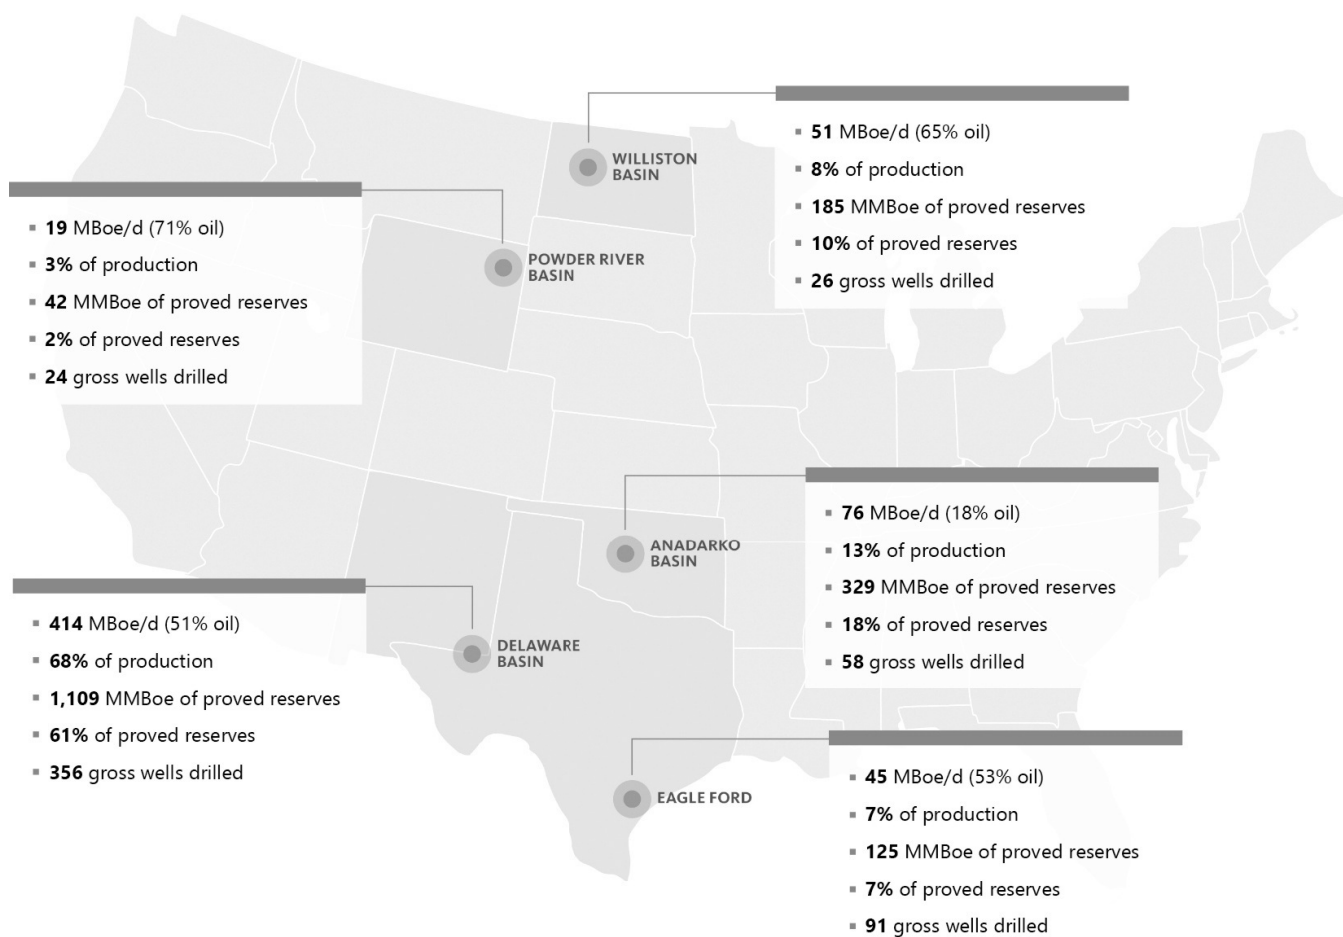 51 MBoe/d (65% oil)
8% of production
185 MMBoe of proved reserves
10% of proved reserves
26 gross wells drilled
WILLISTON
BASIN
19 MBoe/d (71% oil)
3% of production
42 MMBoe of proved reserves
2% of proved reserves
24 gross wells drilled
POWDER RIVER
BASIN
76 MBoe/d (18% oil)
13% of production
329 MMBoe of proved reserves
18% of proved reserves
58 gross wells drilled
ANADARKO
BASIN
414 MBoe/d (51% oil)
68% of production
1,109 MMBoe of proved reserves
61% of proved reserves
356 gross wells drilled
DELAWARE
BASIN
45 MBoe/d (53% oil)
7% of production
125 MMBoe of proved reserves
7% of proved reserves
91 gross wells drilled
EAGLE FORD